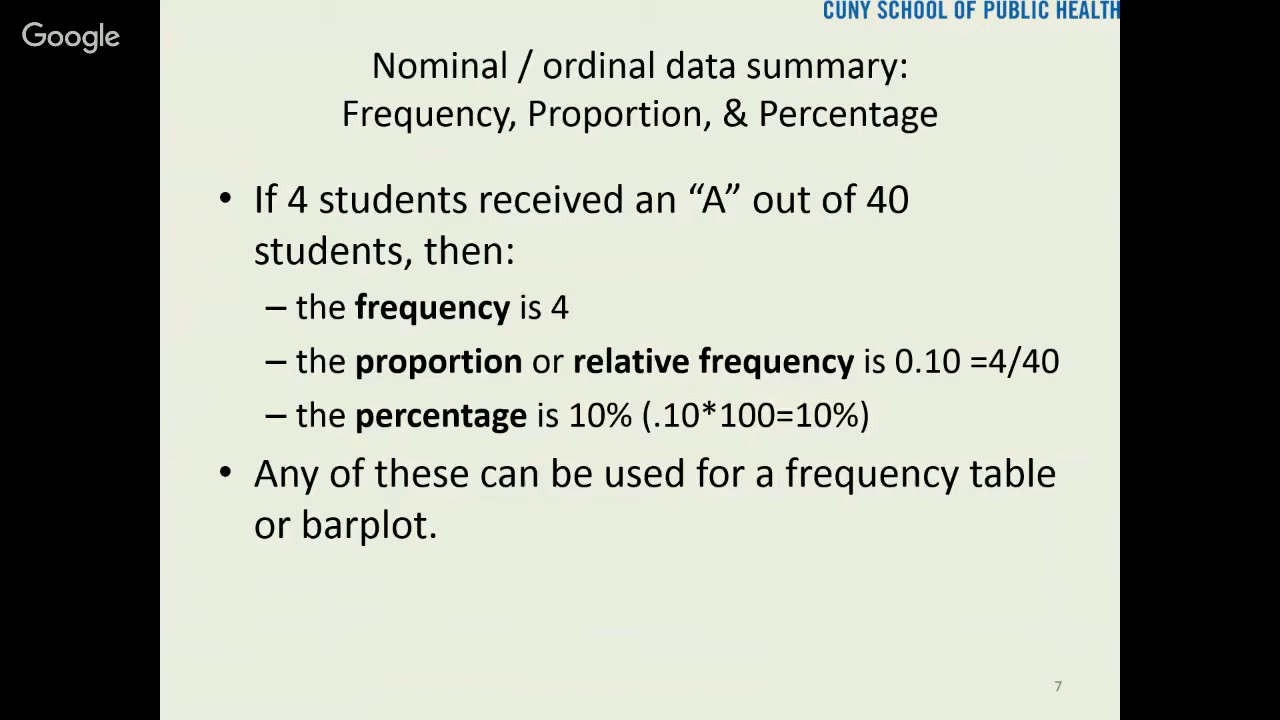 CUNY SCHOOL OF PUBLIC HEALTH
Google
Nominal / ordinal data summary:
Frequency, Proportion, & Percentage
• If 4 students received an “A” out of 40
students, then:
– the frequency is 4
– the proportion or relative frequency is 0.10 =4/40
– the percentage is 10% (.10*100=10%)
• Any of these can be used for a frequency table
or barplot.
7